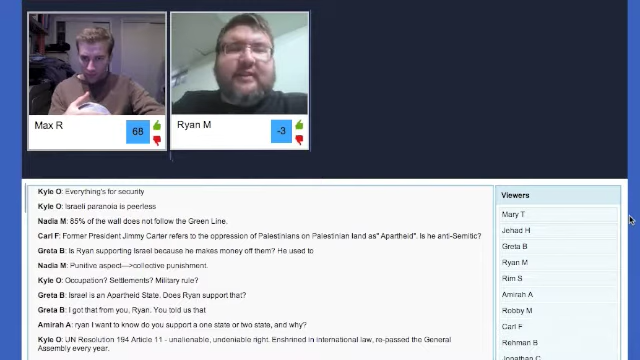 Max R
68
Ryan M
-3
Kyle O: Everything's for security
Kyle O: Israeli paranoia is peerless
Nadia M: 85% of the wall does not follow the Green Line.
Carl F: Former President Jimmy Carter refers to the oppression of Palestinians on Palestinian land as" Apartheid". Is he anti-Semitic?
Greta B: Is Ryan supporting Israel because he makes money off them? He used to
Nadia M: Punitive aspect--->collective punishment.
Kyle O: Occupation? Settlements? Military rule?
Greta B: Israel is an Apartheid State. Does Ryan support that?
Greta B: I got that from you, Ryan. You told us that
Amirah A: ryan I want to know do you support a one state or two state, and why?
Kyle O: UN Resolution 194 Article 11 - unalienable, undeniable right. Enshrined in International law, re-passed the General
Assembly every year.
Viewers
Mary T
Jehad H
Greta B
Ryan M
Rim S
Amirah A
Robby M
Carl F
Rehman B
Jonathan C